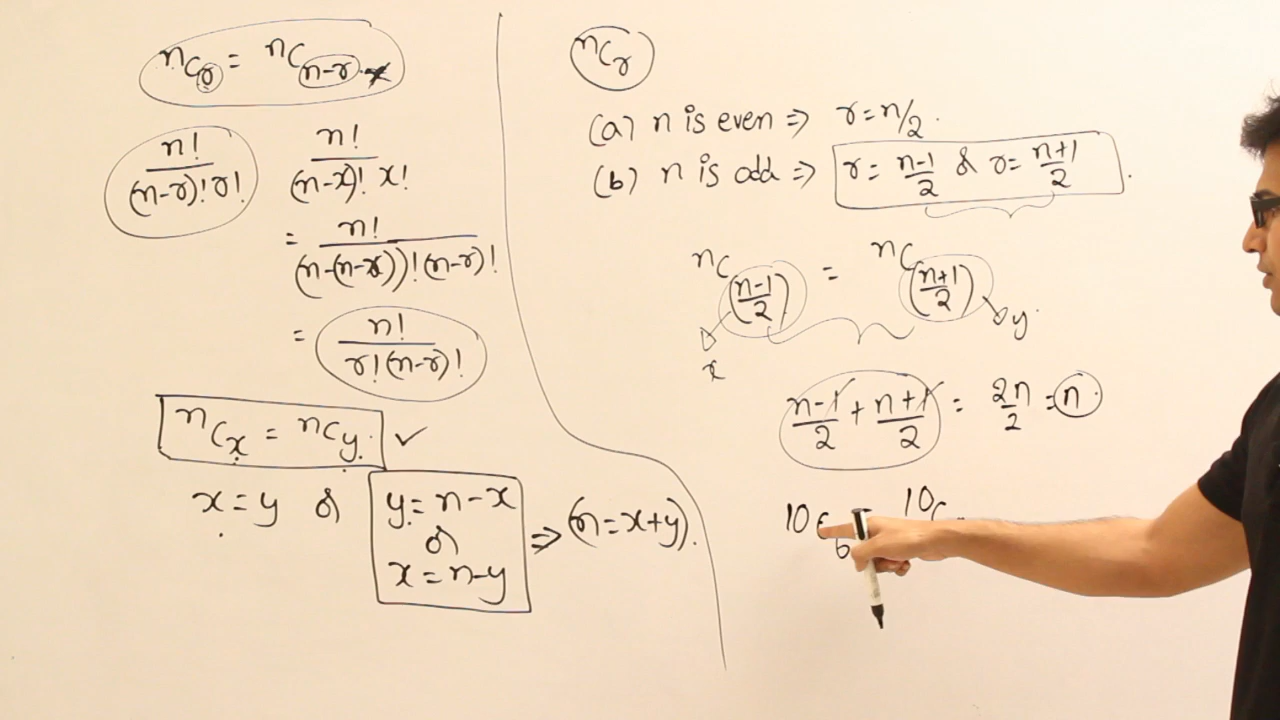 nCr = nCn-r
n!/(n-r)!r! n!/(n-x)! x!
= n!/(n-(n-r))!(n-r)!
= n!/r!(n-r)!
nCx = nCy. ✓
x = y or y = n-x or x = n-y ⇒ (n = x+y).
nCr
(a) n is even ⇒ r = n/2.
(b) n is odd ⇒ r = n-1/2 & r = n+1/2.
nC(n-1/2) = nC(n+1/2)
x y
n-1/2 + n+1/2 = 2n/2 = n
10C6 10C